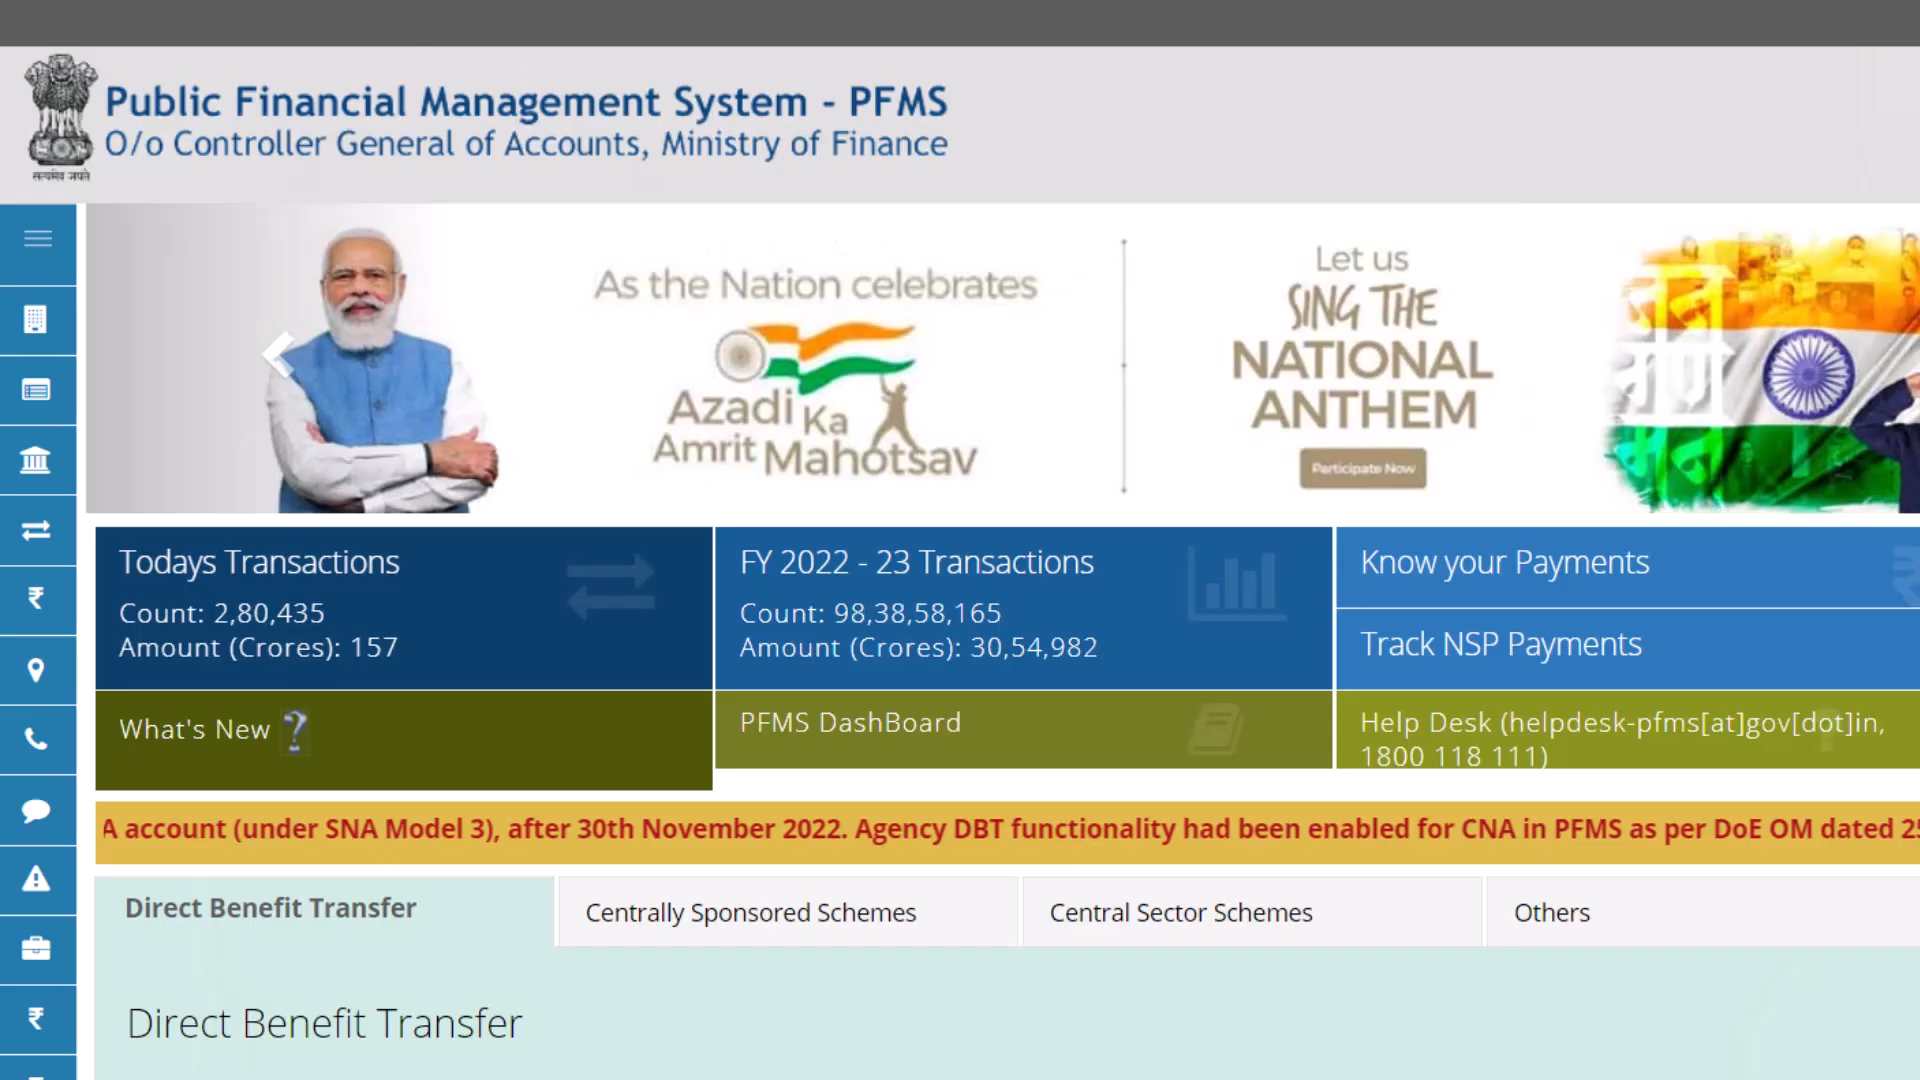 Public Financial Management System - PFMS
O/o Controller General of Accounts, Ministry of Finance
सत्यमेव जयते
As the Nation celebrates
Azadi Ka
Amrit Mahotsav
Let us
SING THE
NATIONAL
ANTHEM
Participate Now
Todays Transactions
Count: 2,80,435
Amount (Crores): 157
FY 2022 - 23 Transactions
Count: 98,38,58,165
Amount (Crores): 30,54,982
Know your Payments
Track NSP Payments
What's New
PFMS DashBoard
Help Desk (helpdesk-pfms[at]gov[dot]in,
1800 118 111)
A account (under SNA Model 3), after 30th November 2022. Agency DBT functionality had been enabled for CNA in PFMS as per DoE OM dated
Direct Benefit Transfer
Centrally Sponsored Schemes
Central Sector Schemes
Others
Direct Benefit Transfer